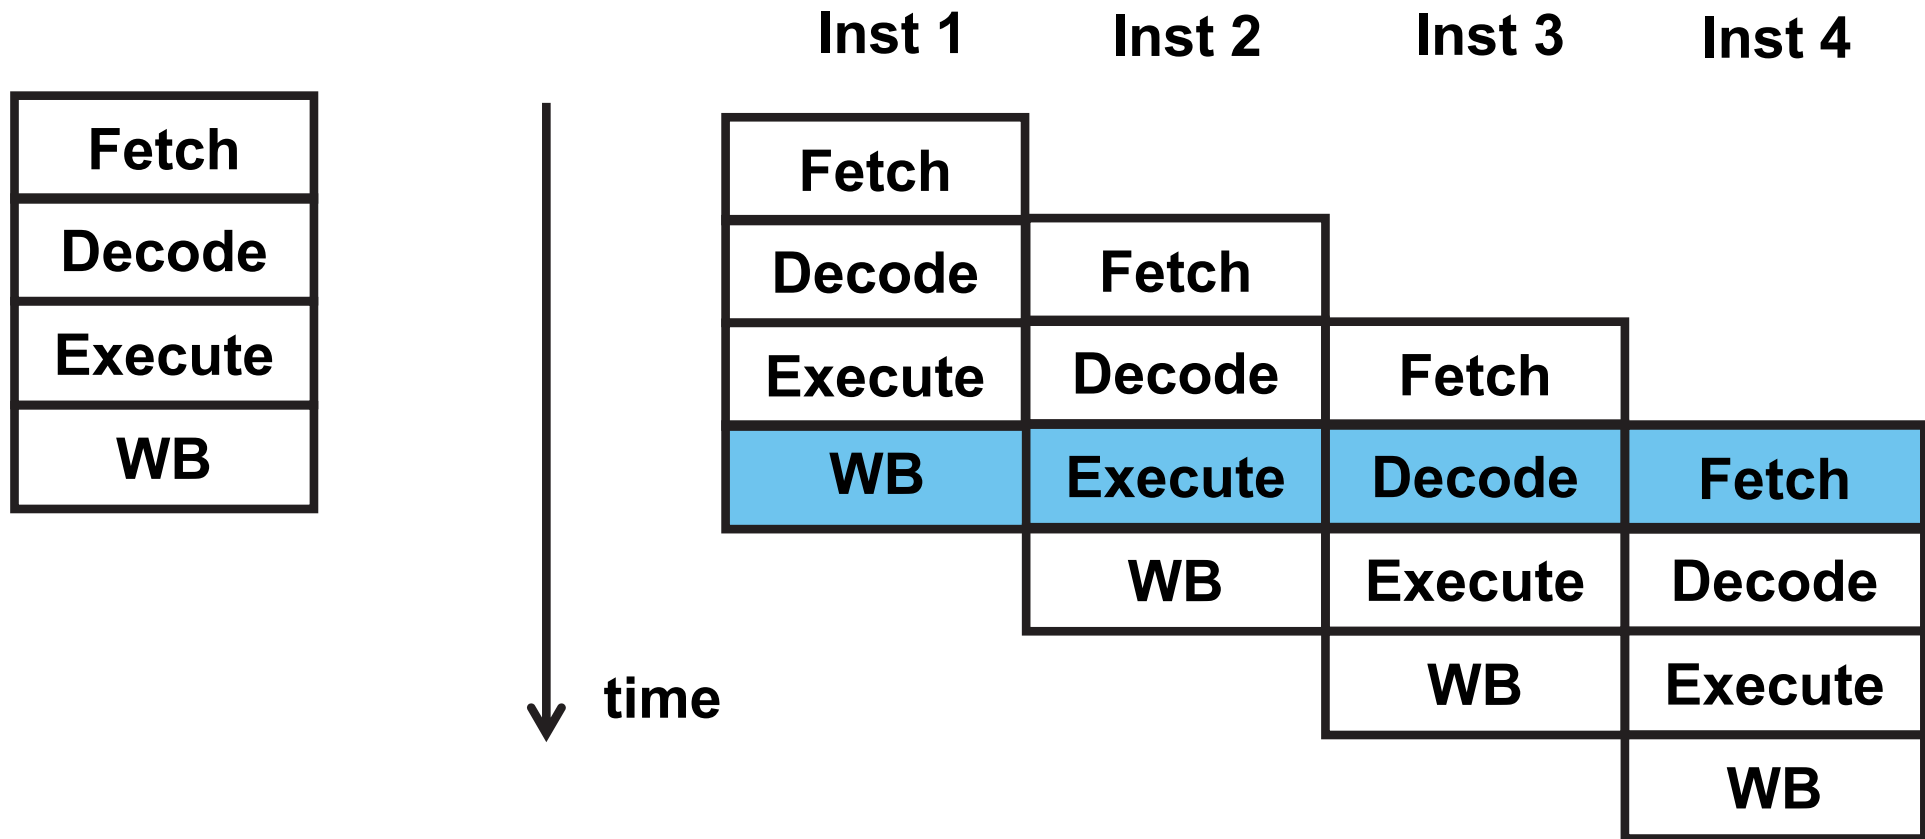 Inst 1 Inst 2 Inst 3 Inst 4
Fetch
Decode
Execute
WB
time
Fetch
Decode Fetch
Execute Decode Fetch
WB Execute Decode Fetch
WB Execute Decode
WB Execute
WB